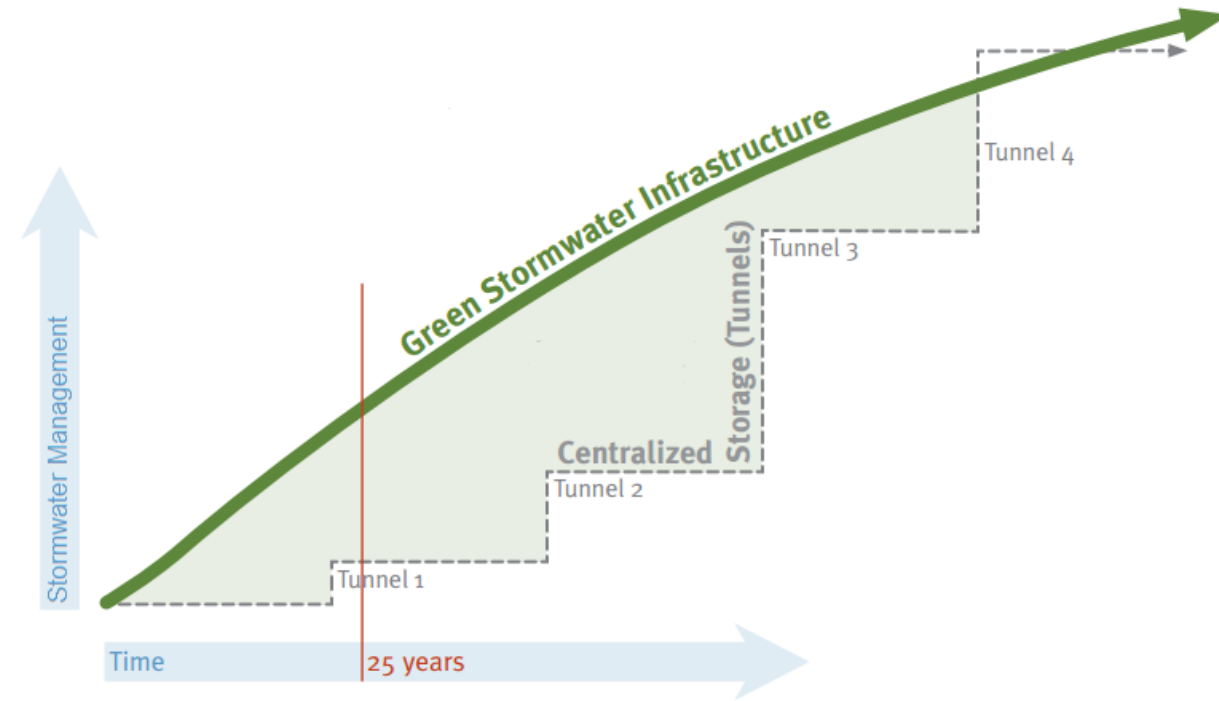 Green Stormwater Infrastructure
Tunnel 4
Tunnel 3
Centralized
Storage (Tunnels)
Tunnel 2
Tunnel 1
Stormwater Management
Time
25 years